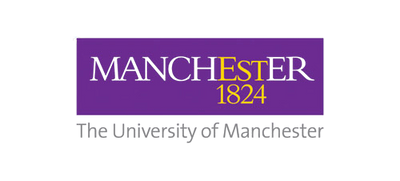 MANCHESTER
1824
The University of Manchester